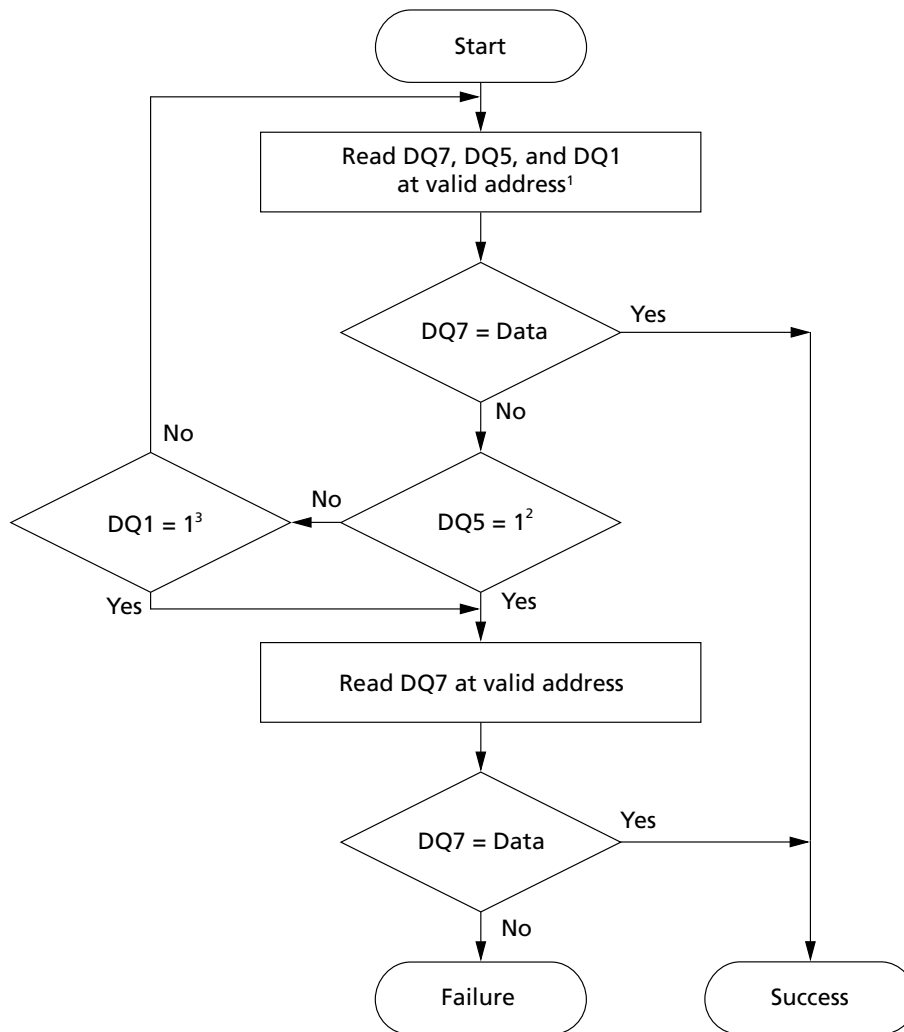 Start
Read DQ7, DQ5, and DQ1
at valid address¹
DQ7 = Data
Yes
No
DQ1 = 1³
No
No
DQ5 = 1²
Yes
Yes
Read DQ7 at valid address
DQ7 = Data
Yes
No
Failure
Success